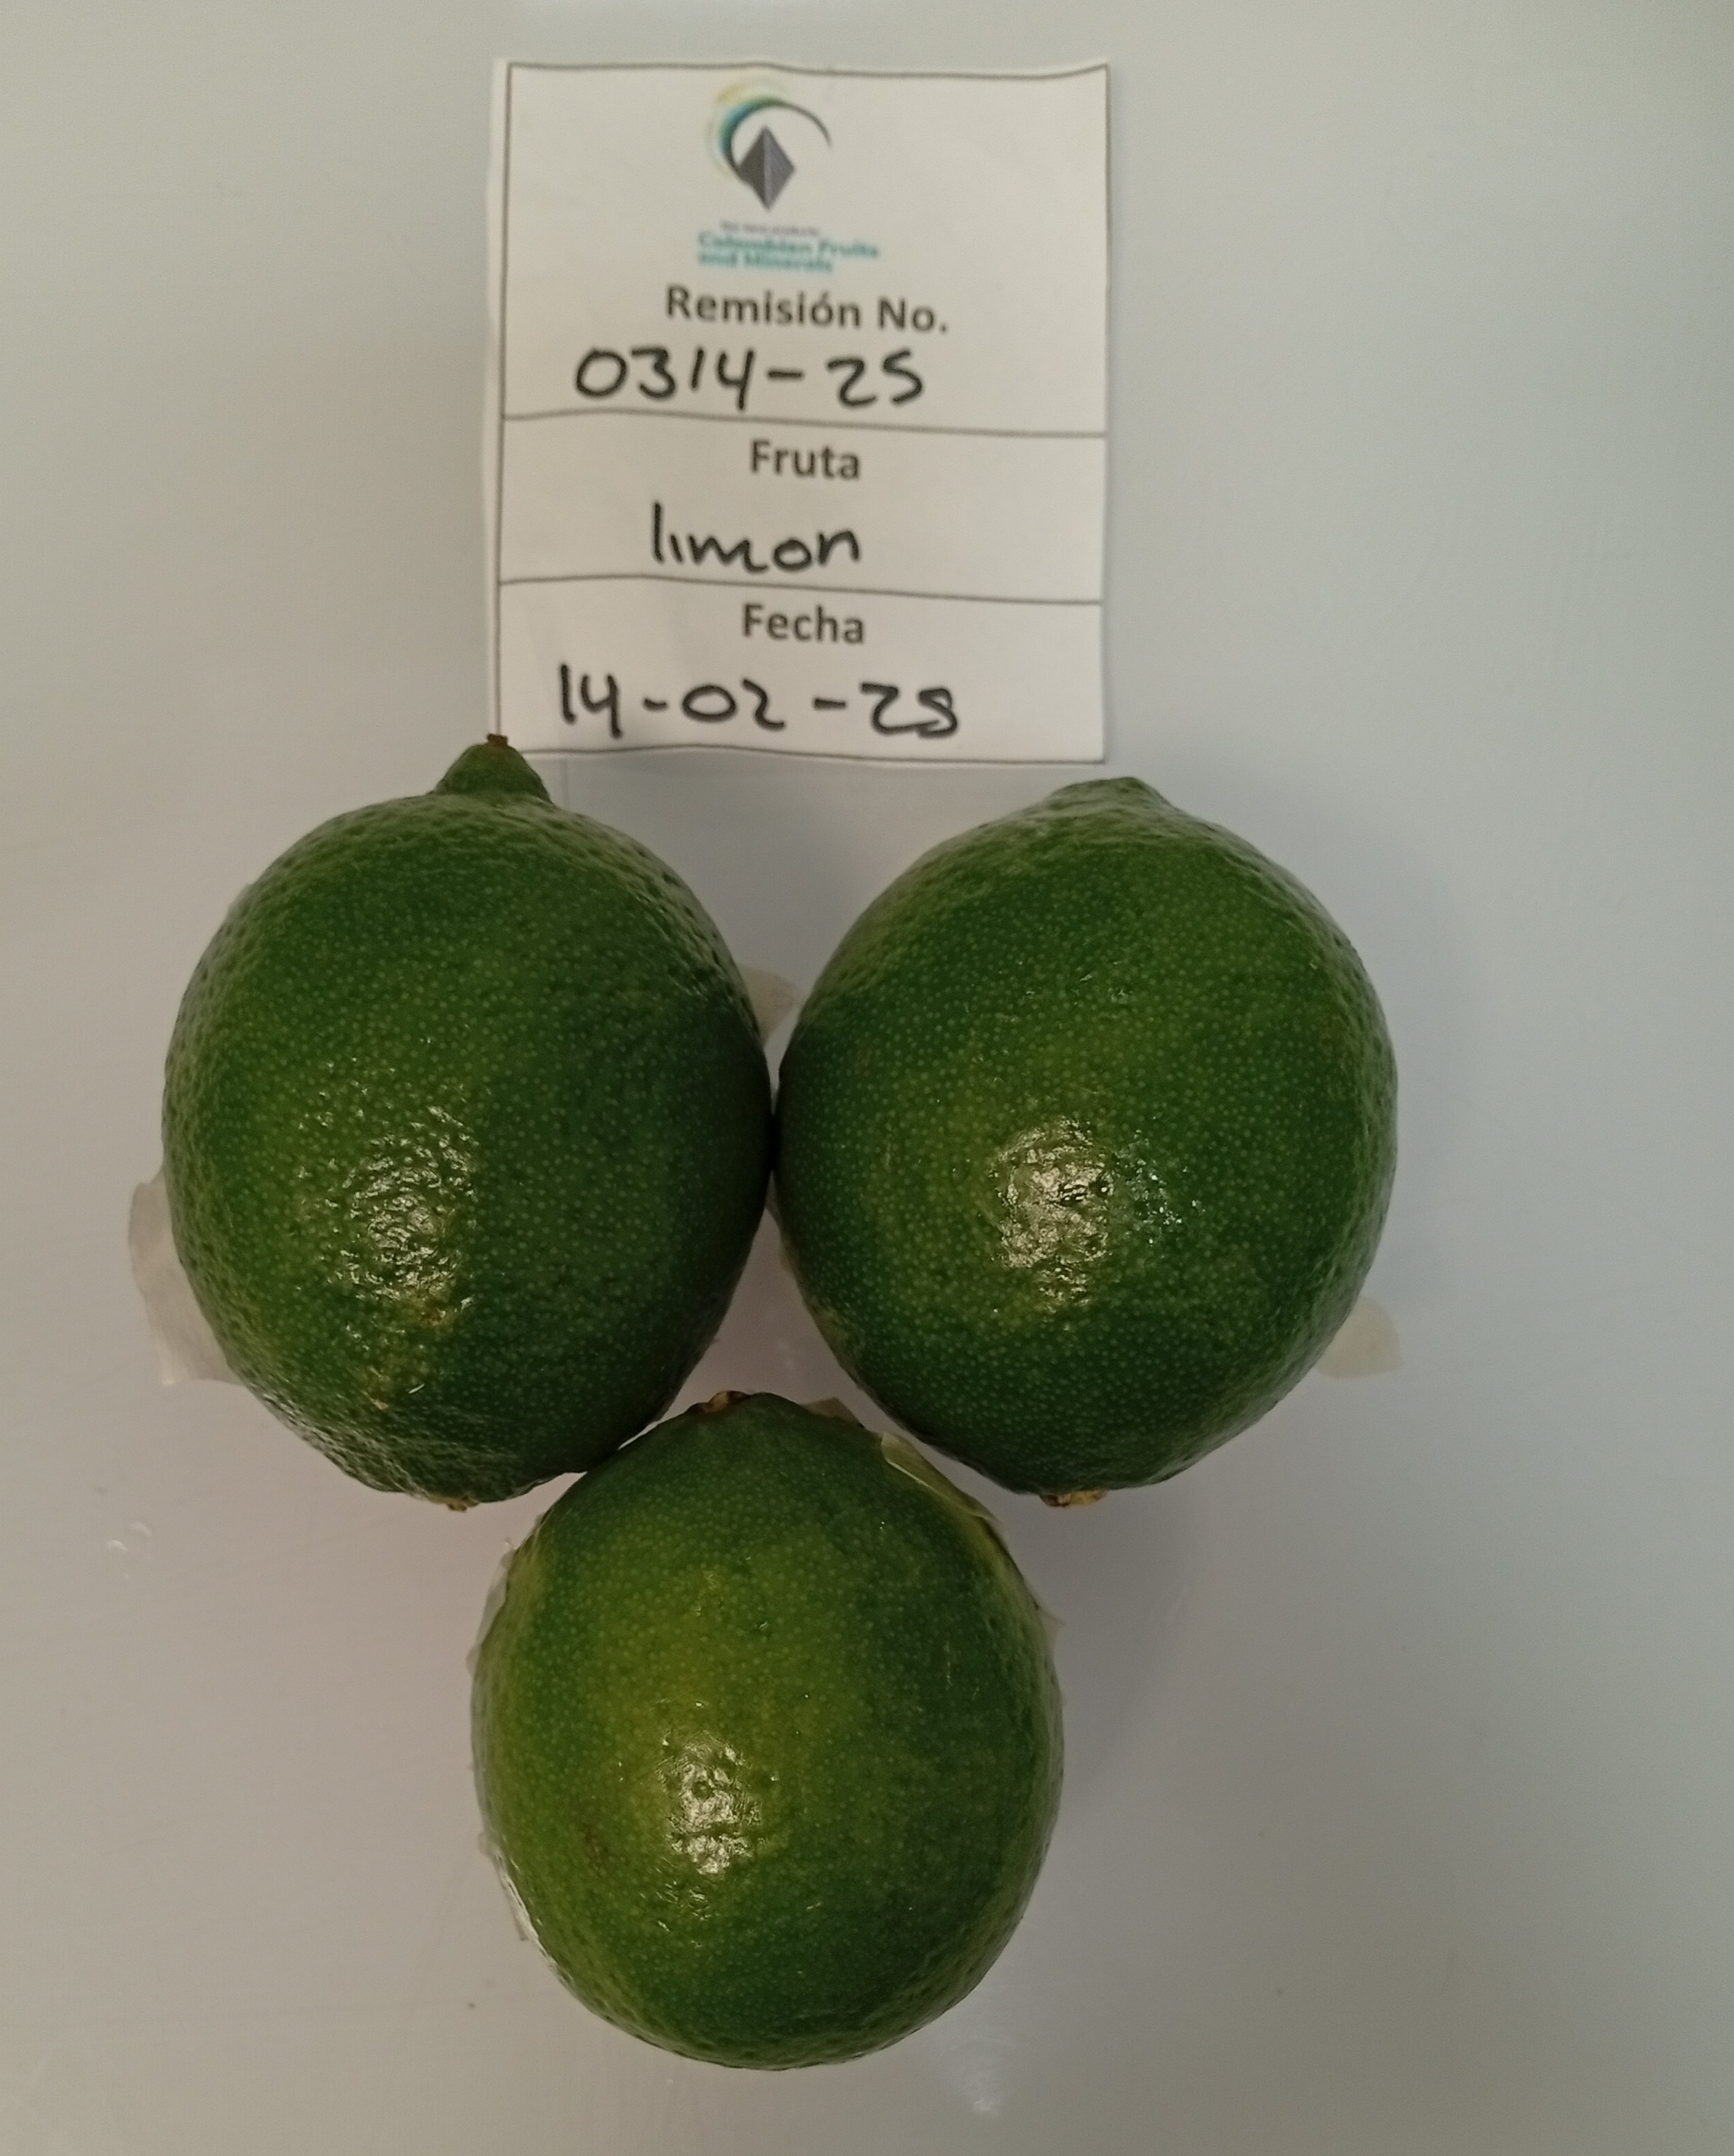 Colombian Fruits
and Minerals
Remisión No.
0314-25
Fruta
limon
Fecha
14-02-25